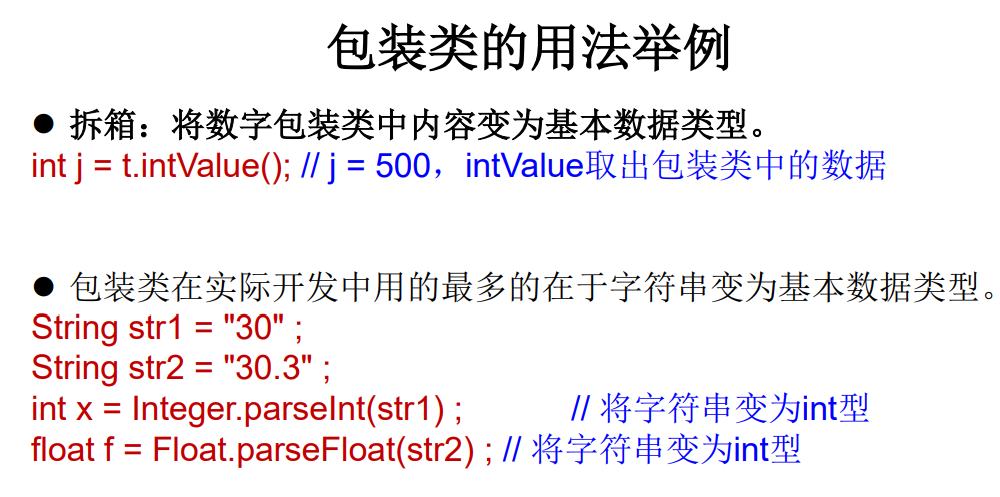 包装类的用法举例
● 拆箱：将数字包装类中内容变为基本数据类型。
int j = t.intValue(); // j = 500，intValue取出包装类中的数据
● 包装类在实际开发中用的最多的在于字符串变为基本数据类型。
String str1 = "30" ;
String str2 = "30.3" ;
int x = Integer.parseInt(str1) ; // 将字符串变为int型
float f = Float.parseFloat(str2) ; // 将字符串变为int型